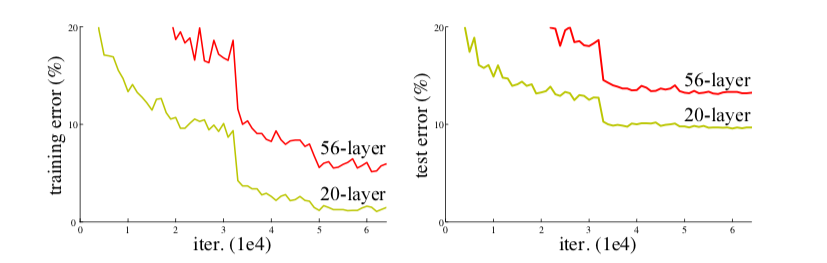 training error (%)
20
10
0
56-layer
20-layer
0 1 2 3 4 5 6
iter. (1e4)
test error (%)
20
10
0
56-layer
20-layer
0 1 2 3 4 5 6
iter. (1e4)